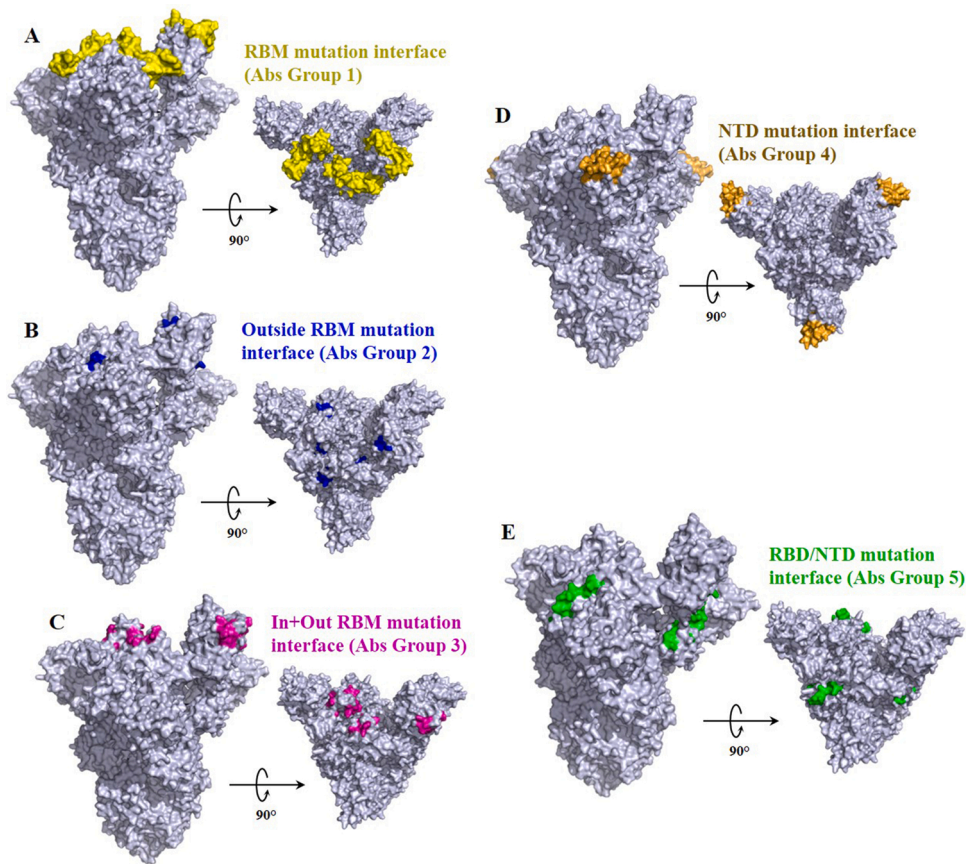 A
RBM mutation interface
(Abs Group 1)
90°
B
Outside RBM mutation
interface (Abs Group 2)
90°
C
In+Out RBM mutation
interface (Abs Group 3)
90°
D
NTD mutation interface
(Abs Group 4)
90°
E
RBD/NTD mutation
interface (Abs Group 5)
90°